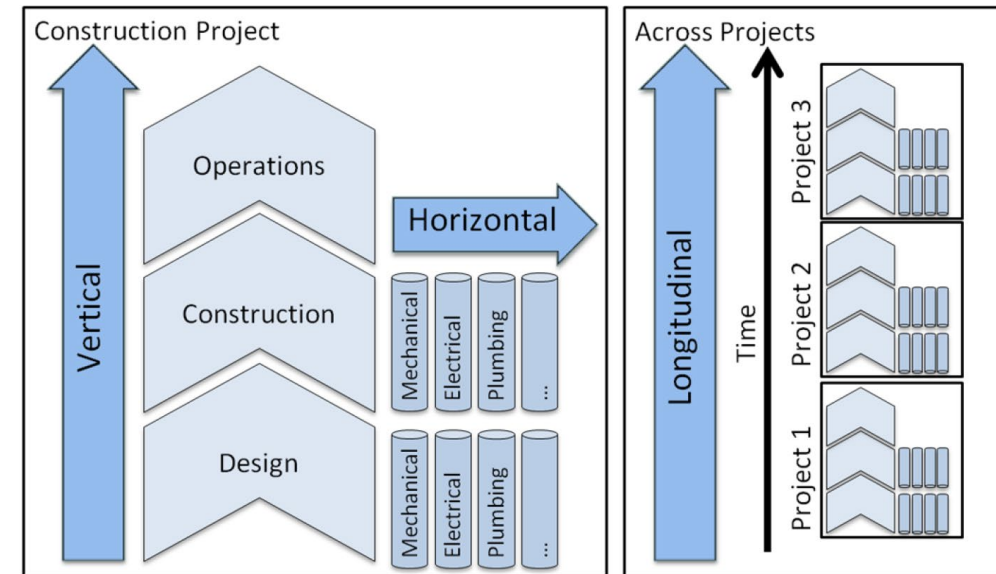 Construction Project
Vertical
Operations
Horizontal
Construction
Mechanical
Electrical
Plumbing
...
Design
Mechanical
Electrical
Plumbing
...
Across Projects
Longitudinal
Time
Project 3
Project 2
Project 1